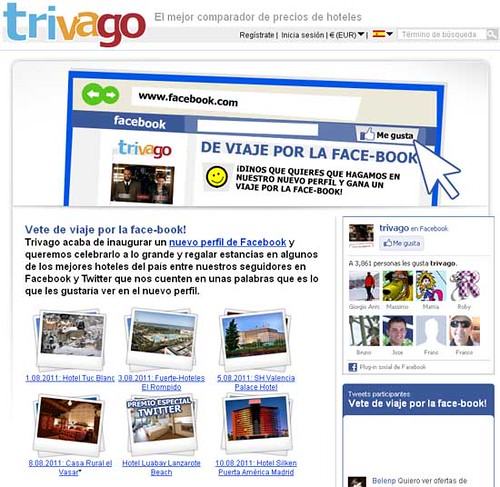 trivago
El mejor comparador de precios de hoteles
Regístrate | Inicia sesión | € (EUR) | Término de búsqueda
www.facebook.com
facebook
Me gusta
trivago
DE VIAJE POR LA FACE-BOOK
¡DINOS QUE QUIERES QUE HAGAMOS EN
NUESTRO NUEVO PERFIL Y GANA UN
VIAJE POR LA FACE-BOOK!
Vete de viaje por la face-book!
Trivago acaba de inaugurar un nuevo perfil de Facebook y
queremos celebrarlo a lo grande y regalar estancias en algunos
de los mejores hoteles del país entre nuestros seguidores en
Facebook y Twitter que nos cuenten en unas palabras que es lo
que les gustaría ver en el nuevo perfil.
1.08.2011: Hotel Tuc Blanc
3.08.2011: Fuerte-Hoteles
El Rompido
5.08.2011: SH Valencia
Palace Hotel
PREMIO ESPECIAL
TWITTER
8.08.2011: Casa Rural el
Vasar"
Hotel Luabay Lanzarote
Beach
10.08.2011: Hotel Silken
Puerta América Madrid
trivago en Facebook
Me gusta
A 3,861 personas les gusta trivago.
Giorgio Ann
Massimo
Mattia
Roby
Bruno
Jose
Frans
Franco
Plug-in social de Facebook
Tweets participantes
Vete de viaje por la face-book!
Belenp Quiero ver ofertas de